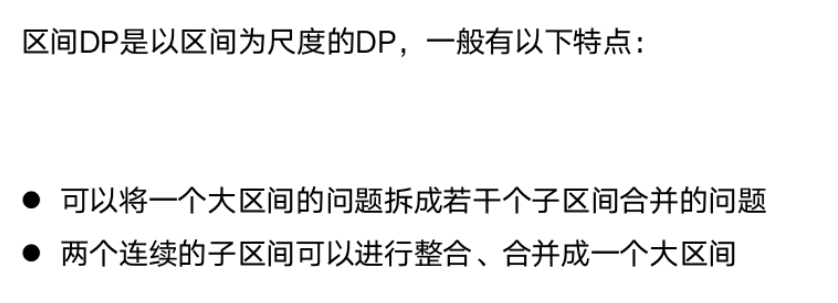 区间DP是以区间为尺度的DP，一般有以下特点：
● 可以将一个大区间的问题拆成若干个子区间合并的问题
● 两个连续的子区间可以进行整合、合并成一个大区间